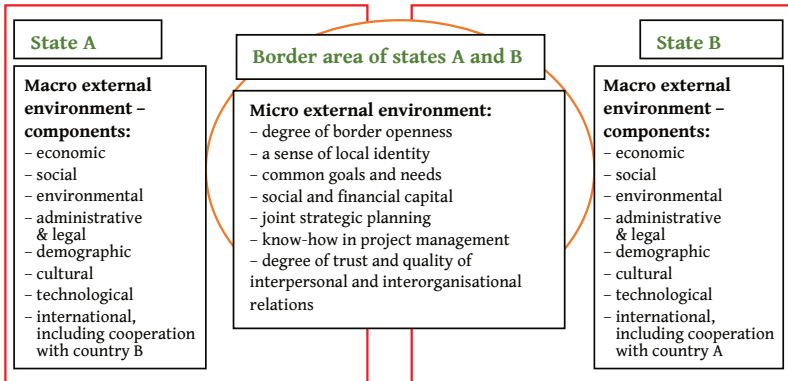 State A
Macro external
environment –
components:
– economic
– social
– environmental
– administrative
& legal
– demographic
– cultural
– technological
– international,
including cooperation
with country B
Border area of states A and B
Micro external environment:
– degree of border openness
– a sense of local identity
– common goals and needs
– social and financial capital
– joint strategic planning
– know-how in project management
– degree of trust and quality of
interpersonal and interorganisational
relations
State B
Macro external
environment –
components:
– economic
– social
– environmental
– administrative
& legal
– demographic
– cultural
– technological
– international,
including cooperation
with country A